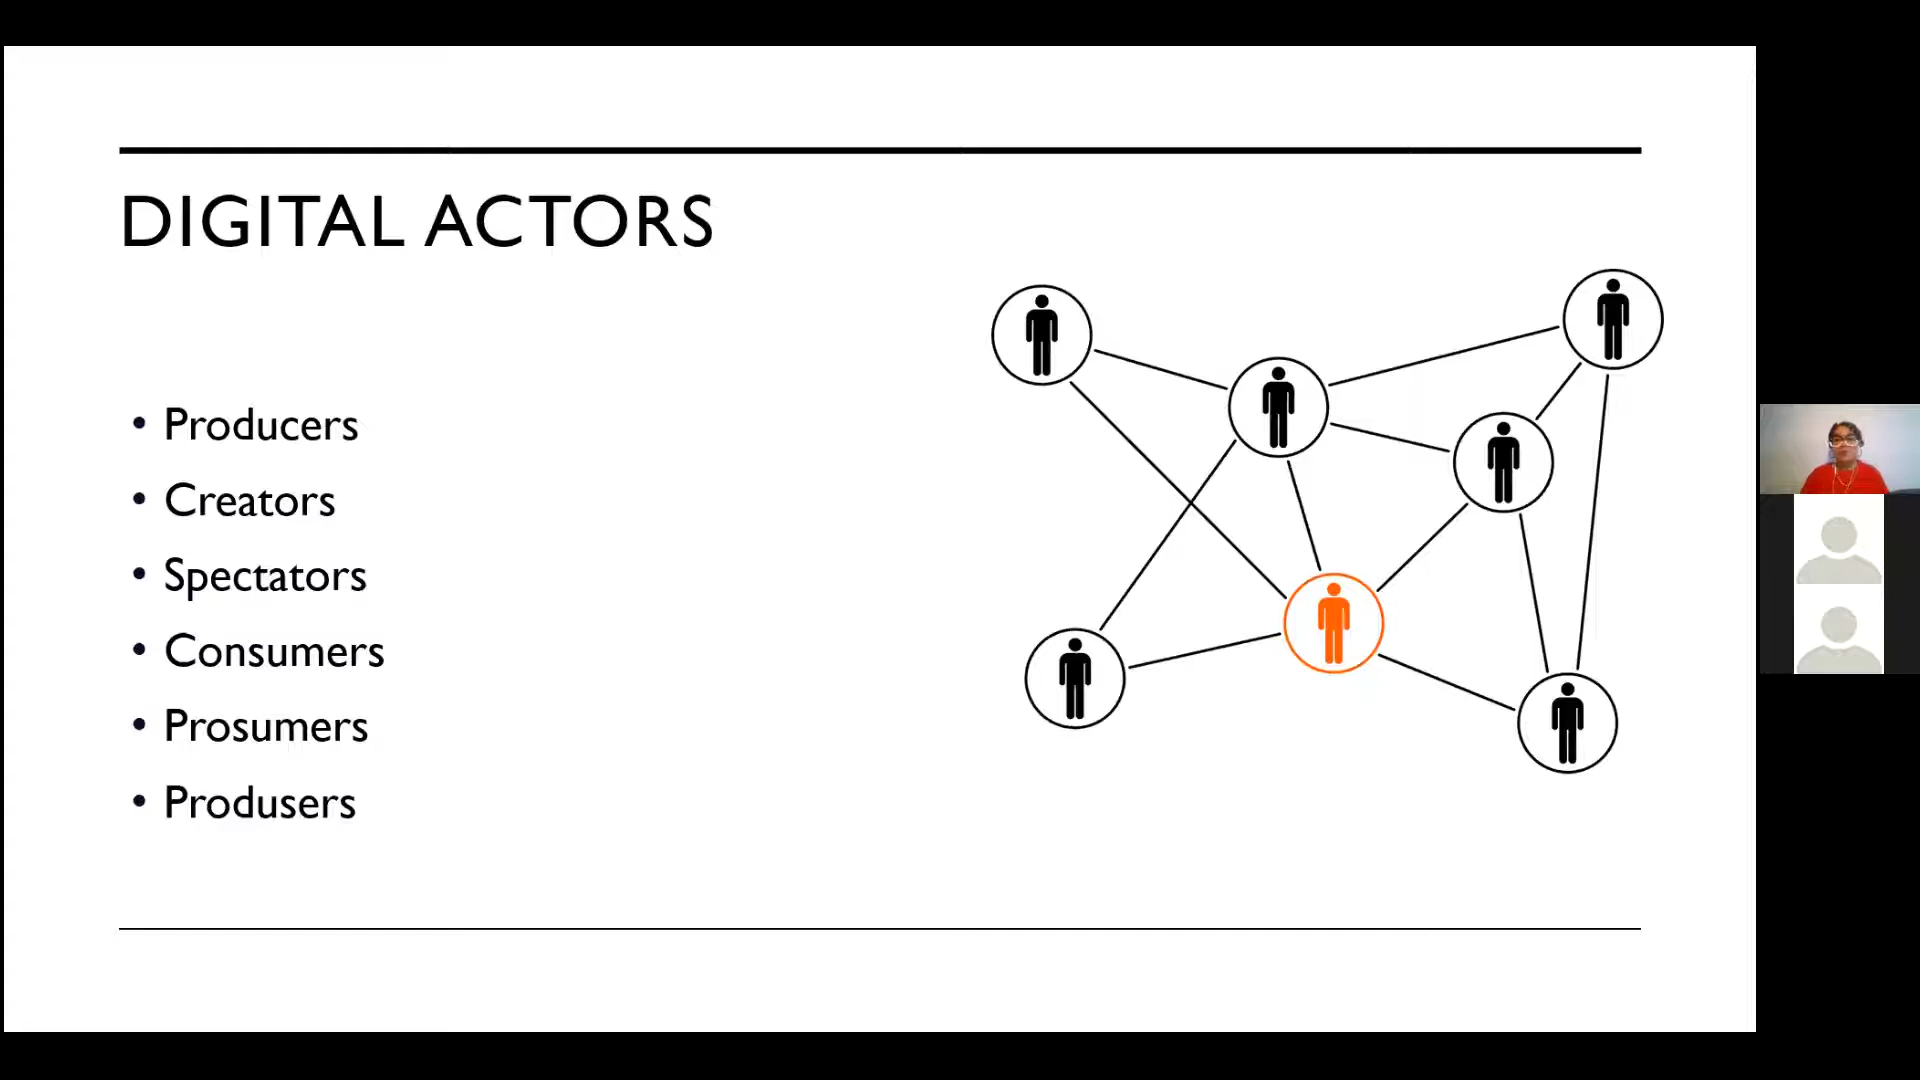 DIGITAL ACTORS
• Producers
• Creators
• Spectators
• Consumers
• Prosumers
• Produsers